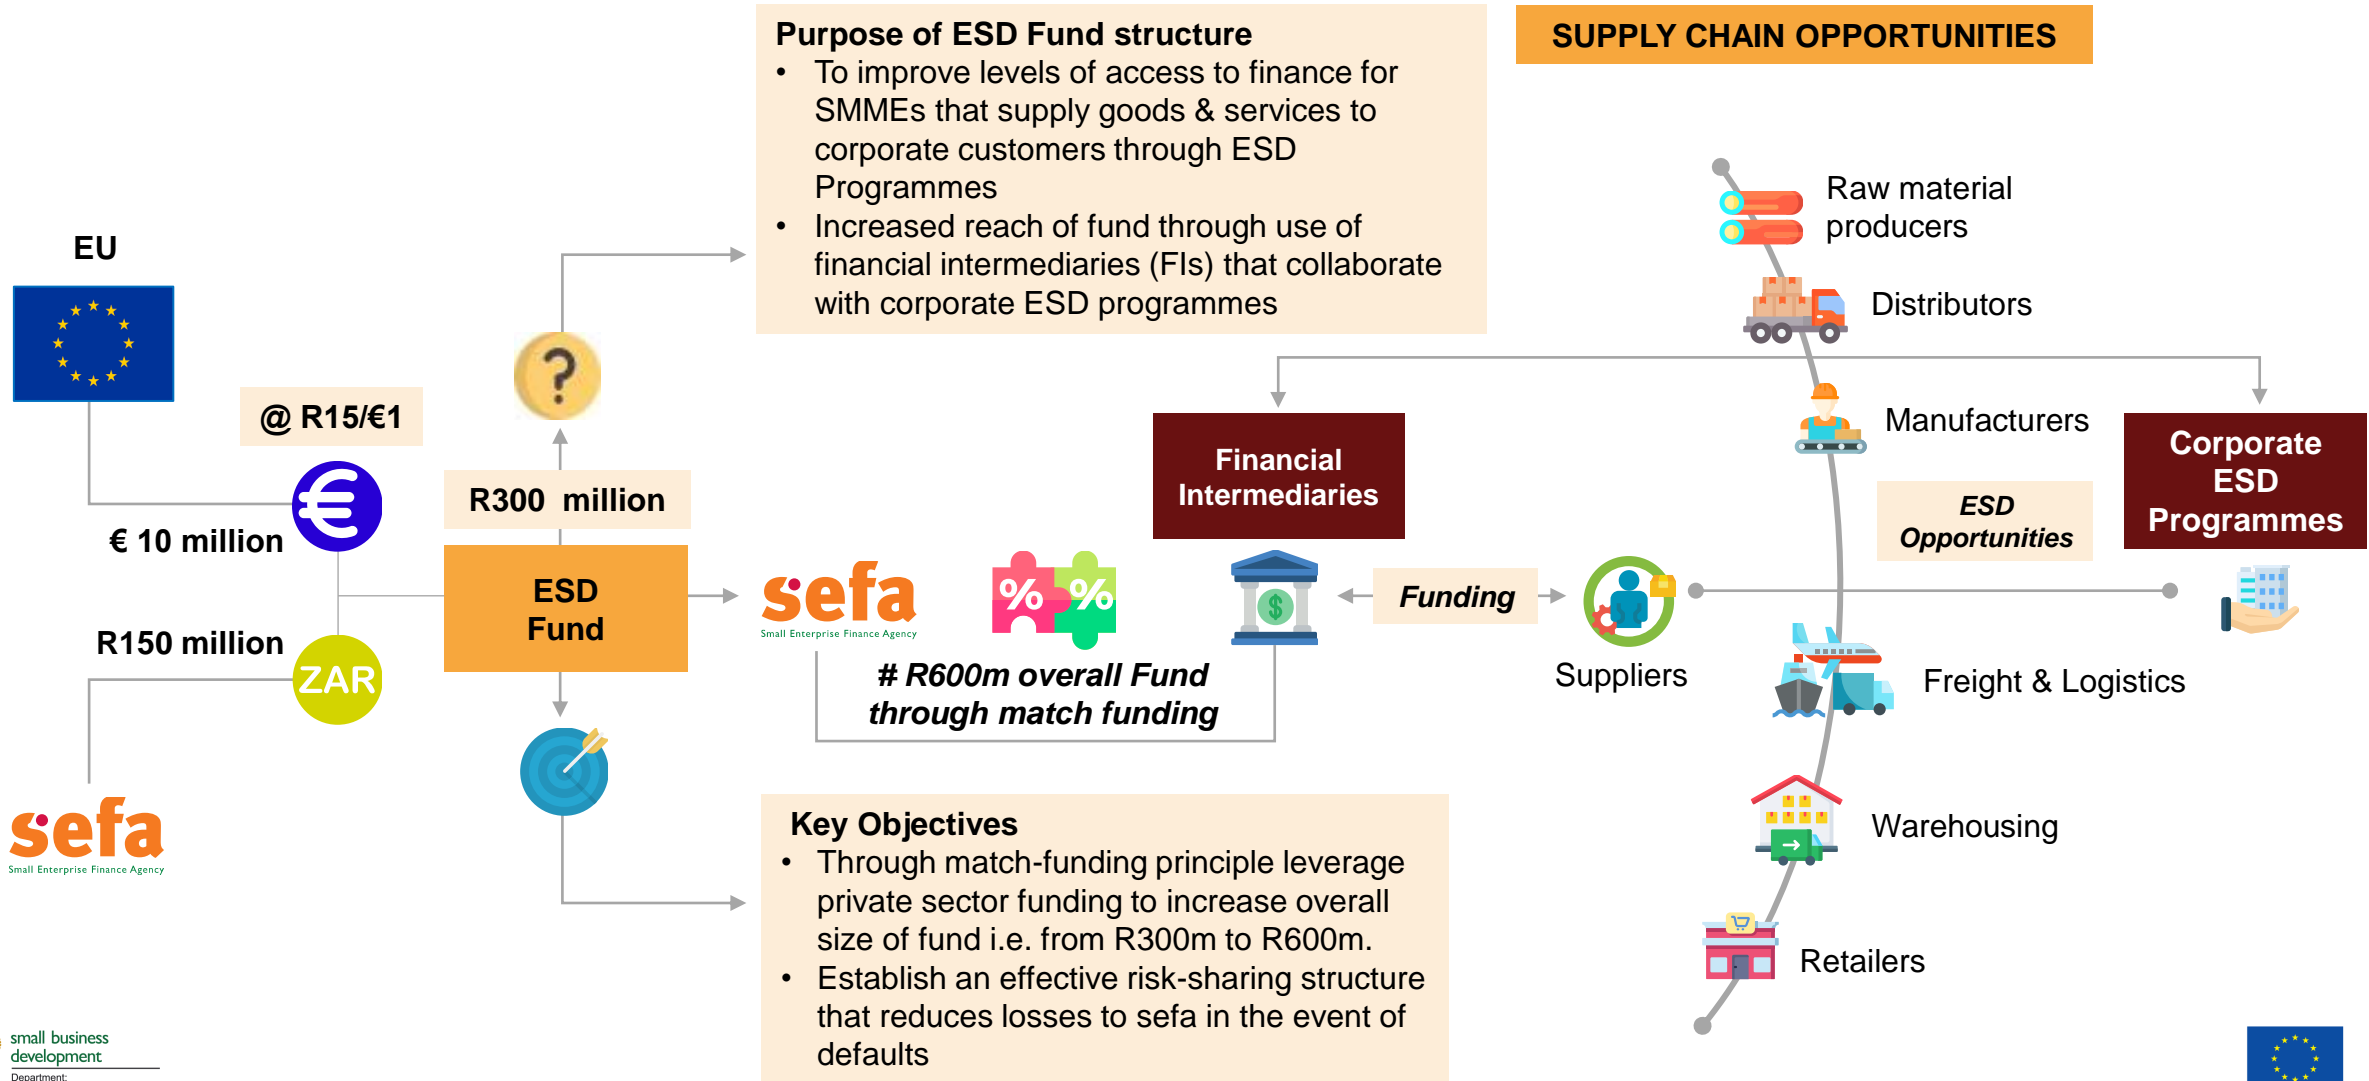 Purpose of ESD Fund structure
• To improve levels of access to finance for
SMMEs that supply goods & services to
corporate customers through ESD
Programmes
• Increased reach of fund through use of
financial intermediaries (FIs) that collaborate
with corporate ESD programmes
SUPPLY CHAIN OPPORTUNITIES
EU
@ R15/€1
€ 10 million
R150 million
ZAR
sefa
Small Enterprise Finance Agency
R300 million
ESD
Fund
sefa
Small Enterprise Finance Agency
% %
# R600m overall Fund
through match funding
Financial
Intermediaries
$
Funding
Suppliers
Raw material
producers
Distributors
Manufacturers
ESD
Opportunities
Corporate
ESD
Programmes
Freight & Logistics
Warehousing
Retailers
Key Objectives
• Through match-funding principle leverage
private sector funding to increase overall
size of fund i.e. from R300m to R600m.
• Establish an effective risk-sharing structure
that reduces losses to sefa in the event of
defaults
small business
development
Department: